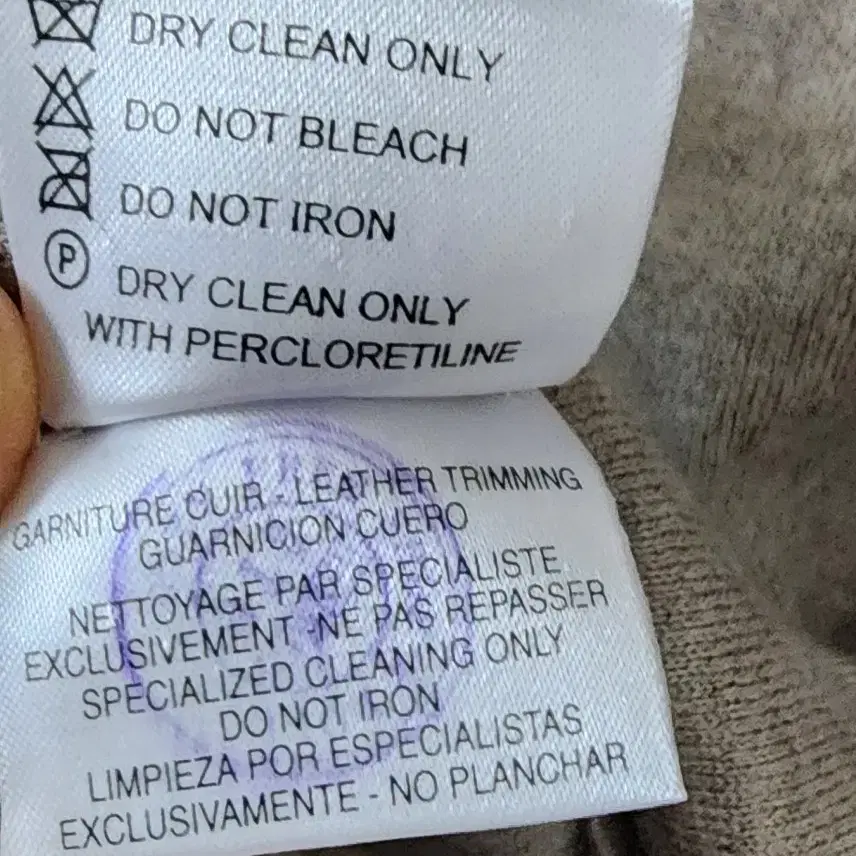 DRY CLEAN ONLY
DO NOT BLEACH
DO NOT IRON
P
DRY CLEAN ONLY
WITH PERCLORETILINE
GARNITURE CUIR - LEATHER TRIMMING
GUARNICION CUERO
NETTOYAGE PAR SPECIALISTE
EXCLUSIVEMENT -NE PAS REPASSER
SPECIALIZED CLEANING ONLY
DO NOT IRON
LIMPIEZA POR ESPECIALISTAS
EXCLUSIVAMENTE - NO PLANCHAR